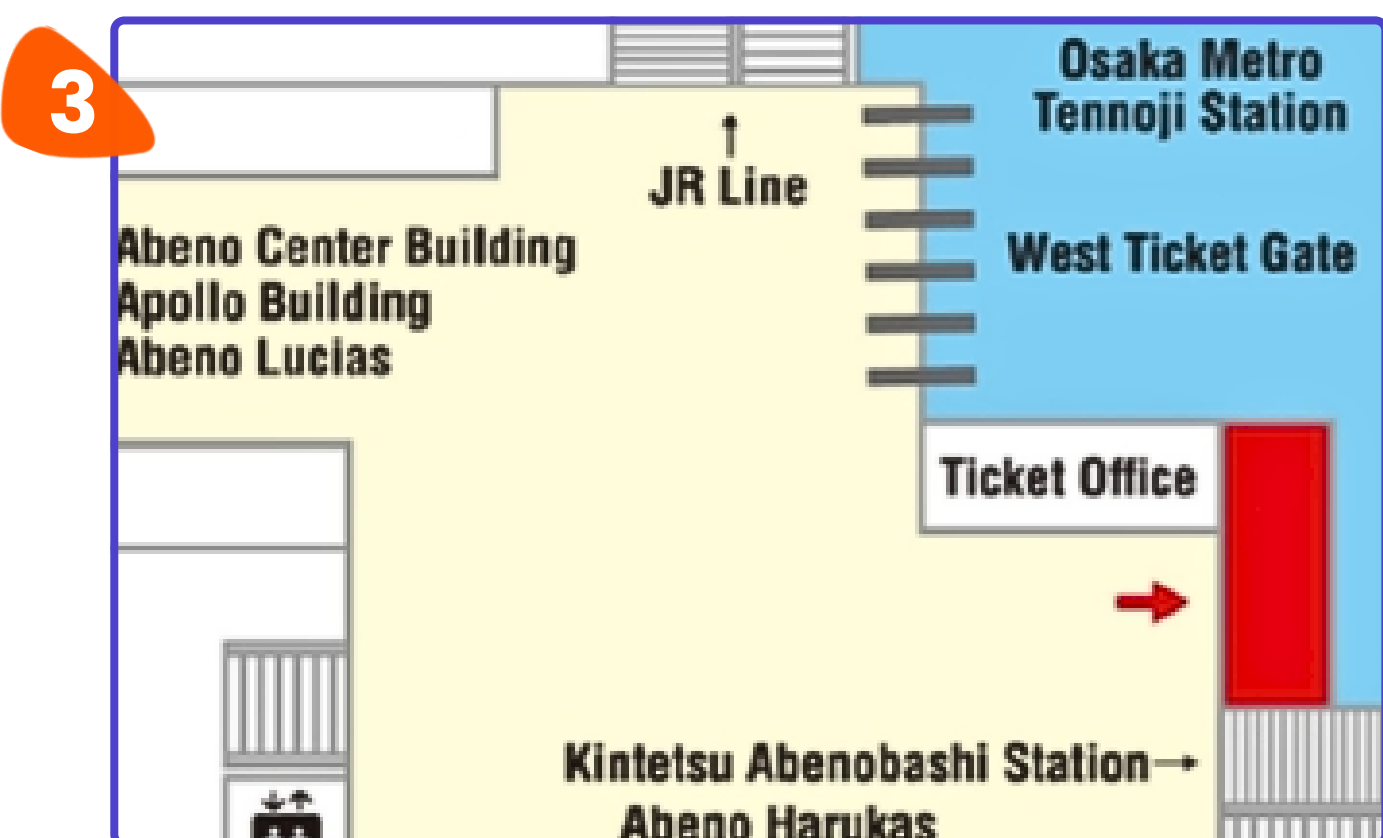 3
Osaka Metro
Tennoji Station
JR Line
West Ticket Gate
Abeno Center Building
Apollo Building
Abeno Lucias
Ticket Office
Kintetsu Abenobashi Station→
Abeno Harukas